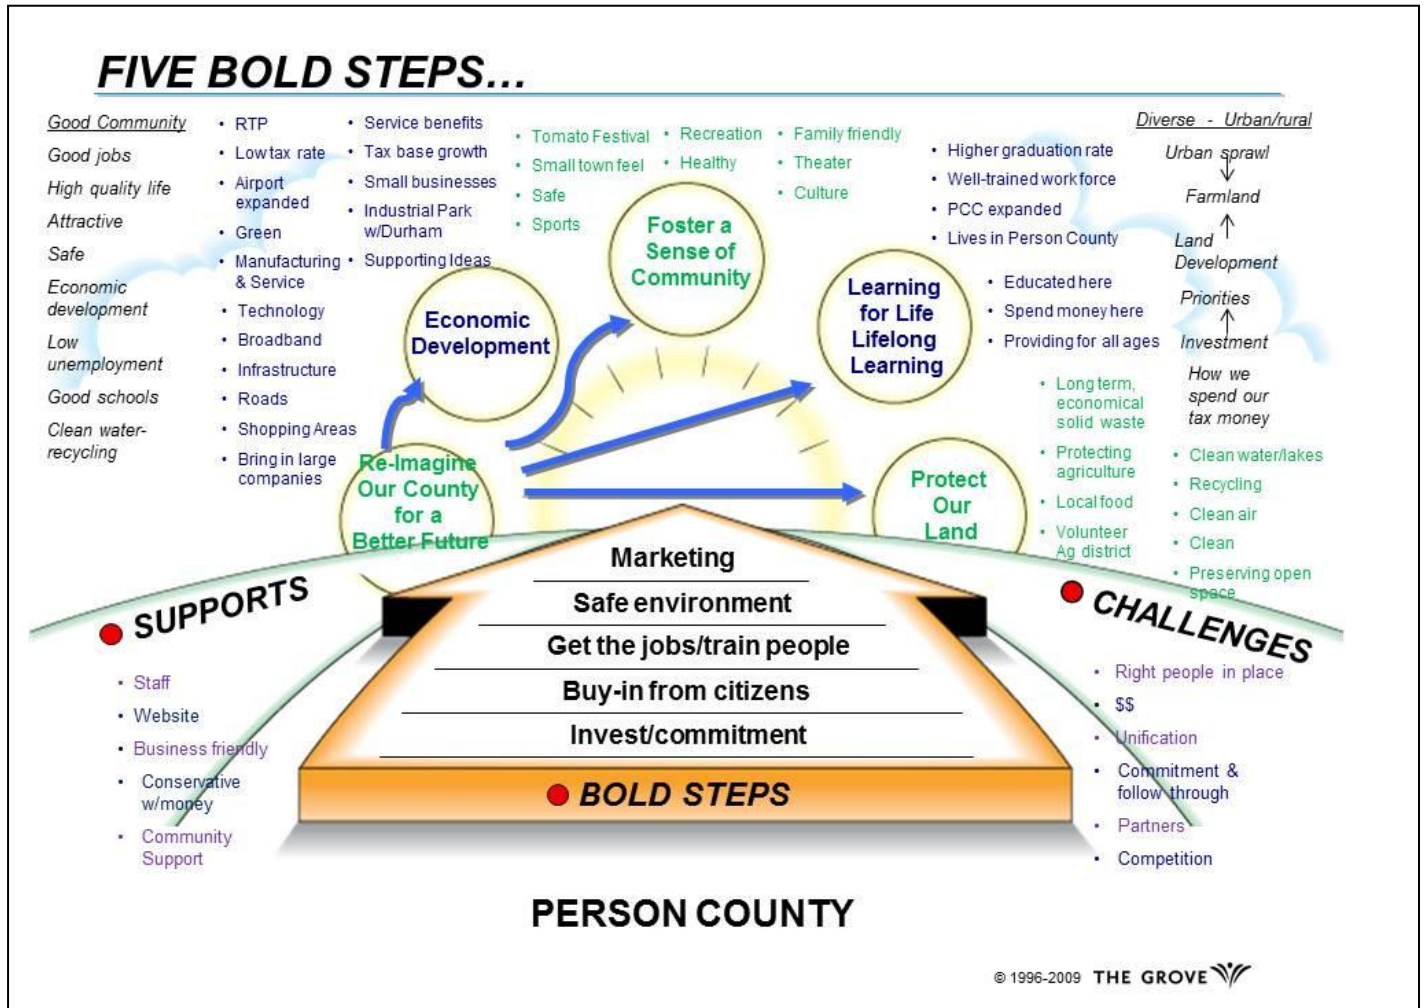 FIVE BOLD STEPS…
Good Community
Good jobs
High quality life
Attractive
Safe
Economic
development
Low
unemployment
Good schools
Clean water-
recycling
• RTP
• Low tax rate
• Airport
expanded
• Green
• Manufacturing
& Service
• Technology
• Broadband
• Infrastructure
• Roads
• Shopping Areas
• Bring in large
companies
• Service benefits
• Tax base growth
• Small businesses
• Industrial Park
w/Durham
• Supporting Ideas
• Tomato Festival
• Small town feel
• Safe
• Sports
• Recreation
• Healthy
• Family friendly
• Theater
• Culture
• Higher graduation rate
• Well-trained workforce
• PCC expanded
• Lives in Person County
• Educated here
• Spend money here
• Providing for all ages
Diverse - Urban/rural
Urban sprawl
Farmland
Land
Development
Priorities
Investment
How we
spend our
tax money
• Long term,
economical
solid waste
• Protecting
agriculture
• Local food
• Volunteer
Ag district
• Clean water/lakes
• Recycling
• Clean air
• Clean
• Preserving open
space
Re-Imagine
Our County
for a
Better Future
Economic
Development
Foster a
Sense of
Community
Learning
for Life
Lifelong
Learning
Protect
Our
Land
Marketing
Safe environment
Get the jobs/train people
Buy-in from citizens
Invest/commitment
BOLD STEPS
SUPPORTS
• Staff
• Website
• Business friendly
• Conservative
w/money
• Community
Support
CHALLENGES
• Right people in place
• $$
• Unification
• Commitment &
follow through
• Partners
• Competition
PERSON COUNTY
© 1996-2009 THE GROVE